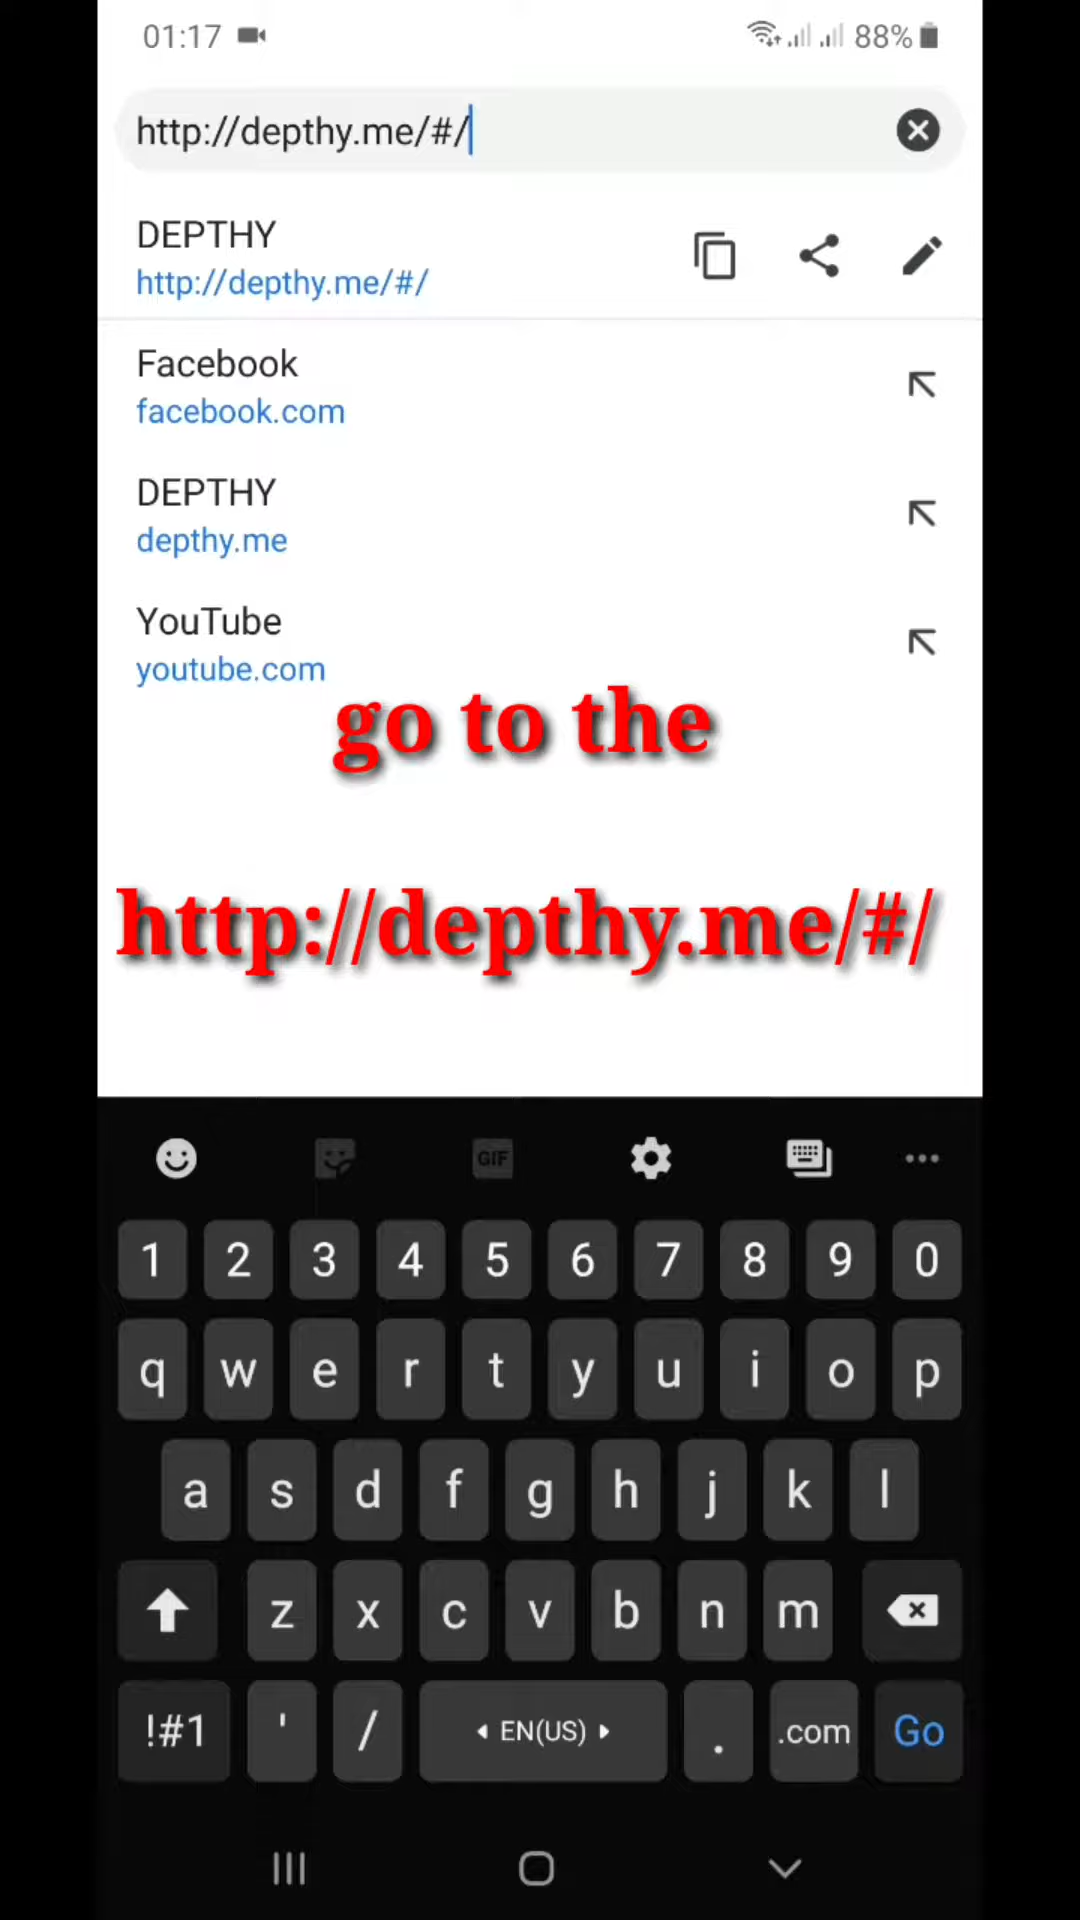 01:17 88%
http://depthy.me/#/
DEPTHY
http://depthy.me/#/
Facebook
facebook.com
DEPTHY
depthy.me
YouTube
youtube.com
go to the
http://depthy.me/#/
GIF
1 2 3 4 5 6 7 8 9 0
q w e r t y u i o p
a s d f g h j k l
z x c v b n m
!#1 ' / EN(US) . .com Go